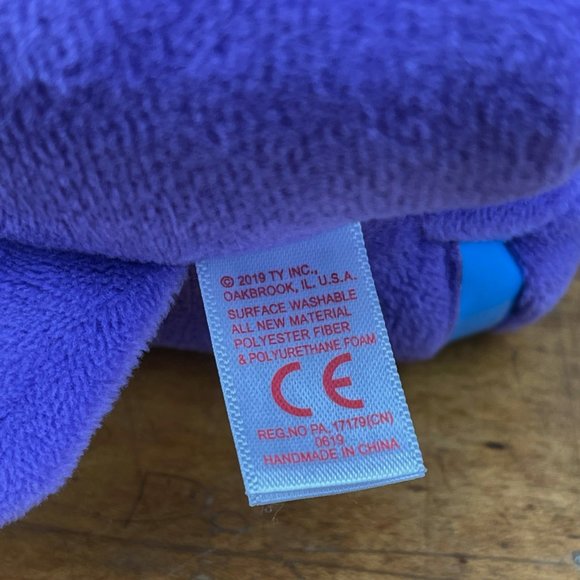 © 2019 TY INC.,
OAKBROOK, IL, U.S.A.
SURFACE WASHABLE
ALL NEW MATERIAL
POLYESTER FIBER
& POLYURETHANE FOAM
CE
REG.NO PA. 17179(CN)
0619
HANDMADE IN CHINA